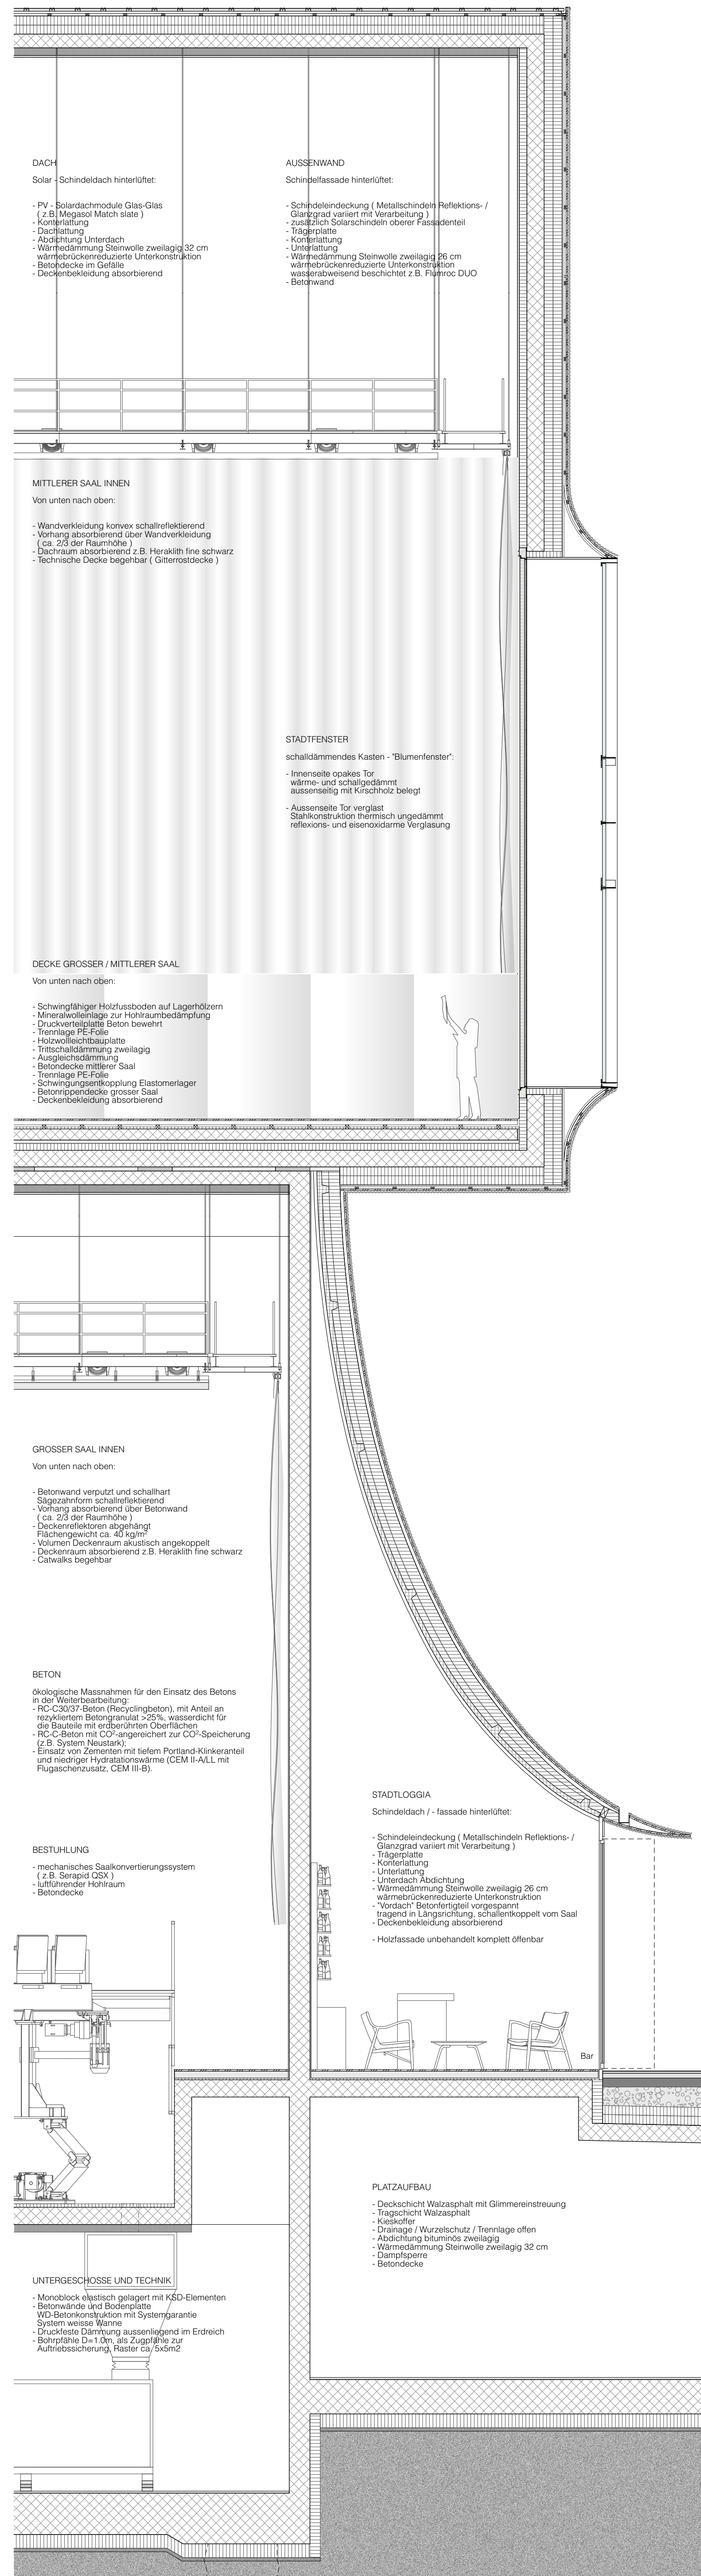 DACH
Solar - Schindeldach hinterlüftet:
- PV - Solardachmodule Glas-Glas
( z.B. Megasol Match slate )
- Konterlattung
- Dachlattung
- Abdichtung Unterdach
- Wärmedämmung Steinwolle zweilagig 32 cm
wärmebrückenreduzierte Unterkonstruktion
- Betondecke im Gefälle
- Deckenbekleidung absorbierend
AUSSENWAND
Schindelfassade hinterlüftet:
- Schindeleindeckung ( Metallschindeln Reflektions- /
Glanzgrad variiert mit Verarbeitung )
- zusätzlich Solarschindeln oberer Fassadenteil
- Trägerplatte
- Konterlattung
- Unterlattung
- Wärmedämmung Steinwolle zweilagig 26 cm
wärmebrückenreduzierte Unterkonstruktion
wasserabweisend beschichtet z.B. Flumroc DUO
- Betonwand
MITTLERER SAAL INNEN
Von unten nach oben:
- Wandverkleidung konvex schallreflektierend
- Vorhang absorbierend über Wandverkleidung
( ca. 2/3 der Raumhöhe )
- Dachraum absorbierend z.B. Heraklith fine schwarz
- Technische Decke begehbar ( Gitterrostdecke )
STADTFENSTER
schalldämmendes Kasten - "Blumenfenster":
- Innenseite opakes Tor
wärme- und schallgedämmt
aussenseitig mit Kirschholz belegt
- Aussenseite Tor verglast
Stahlkonstruktion thermisch ungedämmt
reflexions- und eisenoxidarme Verglasung
DECKE GROSSER / MITTLERER SAAL
Von unten nach oben:
- Schwingfähiger Holzfussboden auf Lagerhölzern
- Mineralwolleinlage zur Hohlraumbedämpfung
- Druckverteilplatte Beton bewehrt
- Trennlage PE-Folie
- Holzwollleichtbauplatte
- Trittschalldämmung zweilagig
- Ausgleichsdämmung
- Betondecke mittlerer Saal
- Trennlage PE-Folie
- Schwingungsentkopplung Elastomerlager
- Betonrippendecke grosser Saal
- Deckenbekleidung absorbierend
GROSSER SAAL INNEN
Von unten nach oben:
- Betonwand verputzt und schallhart
Sägezahnform schallreflektierend
- Vorhang absorbierend über Betonwand
( ca. 2/3 der Raumhöhe )
- Deckenreflektoren abgehängt
Flächengewicht ca. 40 kg/m²
- Volumen Deckenraum akustisch angekoppelt
- Deckenraum absorbierend z.B. Heraklith fine schwarz
- Catwalks begehbar
BETON
ökologische Massnahmen für den Einsatz des Betons
in der Weiterbearbeitung:
- RC-C30/37-Beton (Recyclingbeton), mit Anteil an
rezykliertem Betongranulat >25%, wasserdicht für
die Bauteile mit erdberührten Oberflächen
- RC-C-Beton mit CO²-angereichert zur CO²-Speicherung
(z.B. System Neustark);
- Einsatz von Zementen mit tiefem Portland-Klinkeranteil
und niedriger Hydratationswärme (CEM II-A/LL mit
Flugaschenzusatz, CEM III-B).
BESTUHLUNG
- mechanisches Saalkonvertierungssystem
( z.B. Serapid QSX )
- luftführender Hohlraum
- Betondecke
STADTLOGGIA
Schindeldach / - fassade hinterlüftet:
- Schindeleindeckung ( Metallschindeln Reflektions- /
Glanzgrad variiert mit Verarbeitung )
- Trägerplatte
- Konterlattung
- Unterlattung
- Unterdach Abdichtung
- Wärmedämmung Steinwolle zweilagig 26 cm
wärmebrückenreduzierte Unterkonstruktion
- "Vordach" Betonfertigteil vorgespannt
tragend in Längsrichtung, schallentkoppelt vom Saal
- Deckenbekleidung absorbierend
- Holzfassade unbehandelt komplett öffenbar
Bar
PLATZAUFBAU
- Deckschicht Walzasphalt mit Glimmereinstreuung
- Tragschicht Walzasphalt
- Kieskoffer
- Drainage / Wurzelschutz / Trennlage offen
- Abdichtung bituminös zweilagig
- Wärmedämmung Steinwolle zweilagig 32 cm
- Dampfsperre
- Betondecke
UNTERGESCHOSSE UND TECHNIK
- Monoblock elastisch gelagert mit KSD-Elementen
- Betonwände und Bodenplatte
WD-Betonkonstruktion mit Systemgarantie
System weisse Wanne
- Druckfeste Dämmung aussenliegend im Erdreich
- Bohrpfähle D=1.0m, als Zugpfähle zur
Auftriebssicherung, Raster ca. 5x5m2